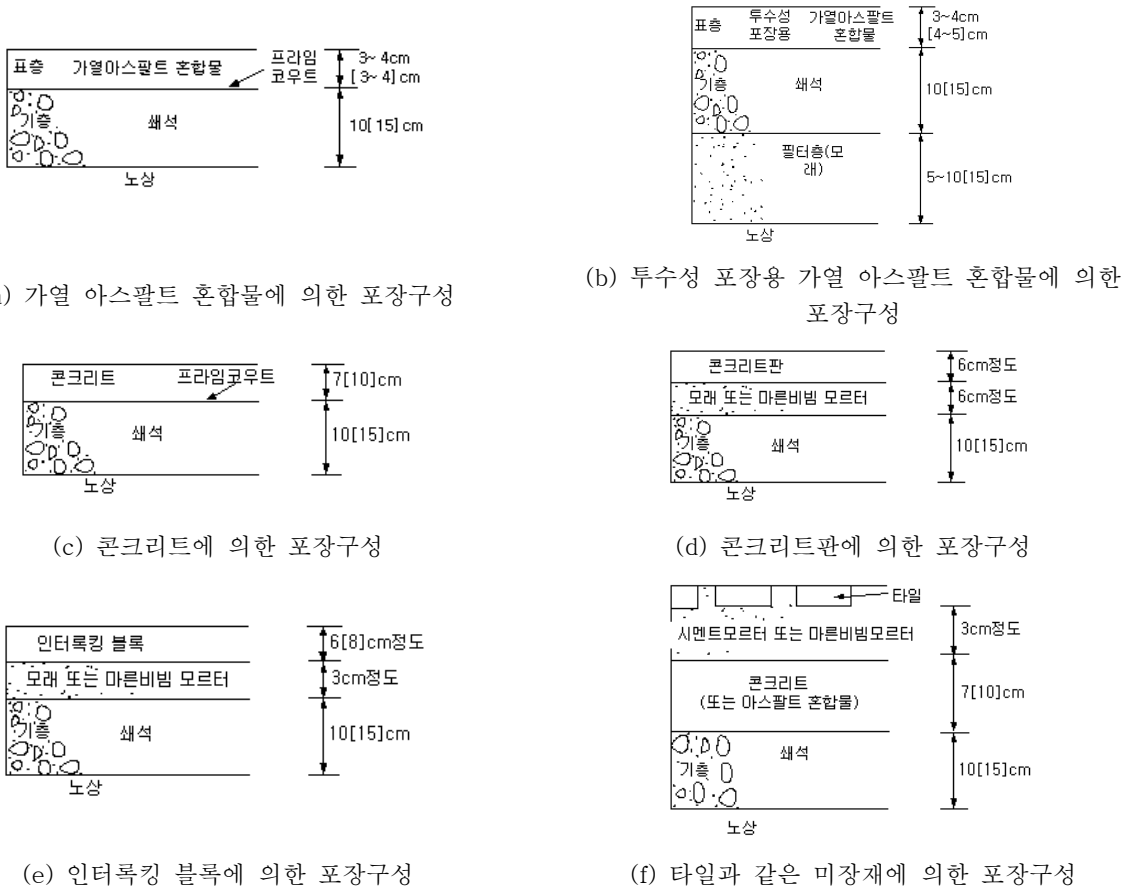 표층 가열아스팔트 혼합물
프라임
코우트
3~4cm
[3~4]cm
기층 쇄석
10[15]cm
노상
) 가열 아스팔트 혼합물에 의한 포장구성
표층 투수성 가열아스팔트
포장용 혼합물
3~4cm
[4~5]cm
기층 쇄석
10[15]cm
필터층(모
래)
5~10[15]cm
노상
(b) 투수성 포장용 가열 아스팔트 혼합물에 의한
포장구성
콘크리트 프라임코우트
7[10]cm
기층 쇄석
10[15]cm
노상
(c) 콘크리트에 의한 포장구성
콘크리트판
6cm정도
모래 또는 마른비빔 모르터
6cm정도
기층 쇄석
10[15]cm
노상
(d) 콘크리트판에 의한 포장구성
인터록킹 블록
6[8]cm정도
모래 또는 마른비빔 모르터
3cm정도
기층 쇄석
10[15]cm
노상
(e) 인터록킹 블록에 의한 포장구성
타일
시멘트모르터 또는 마른비빔모르터
3cm정도
콘크리트
(또는 아스팔트 혼합물)
7[10]cm
기층 쇄석
10[15]cm
노상
(f) 타일과 같은 미장재에 의한 포장구성